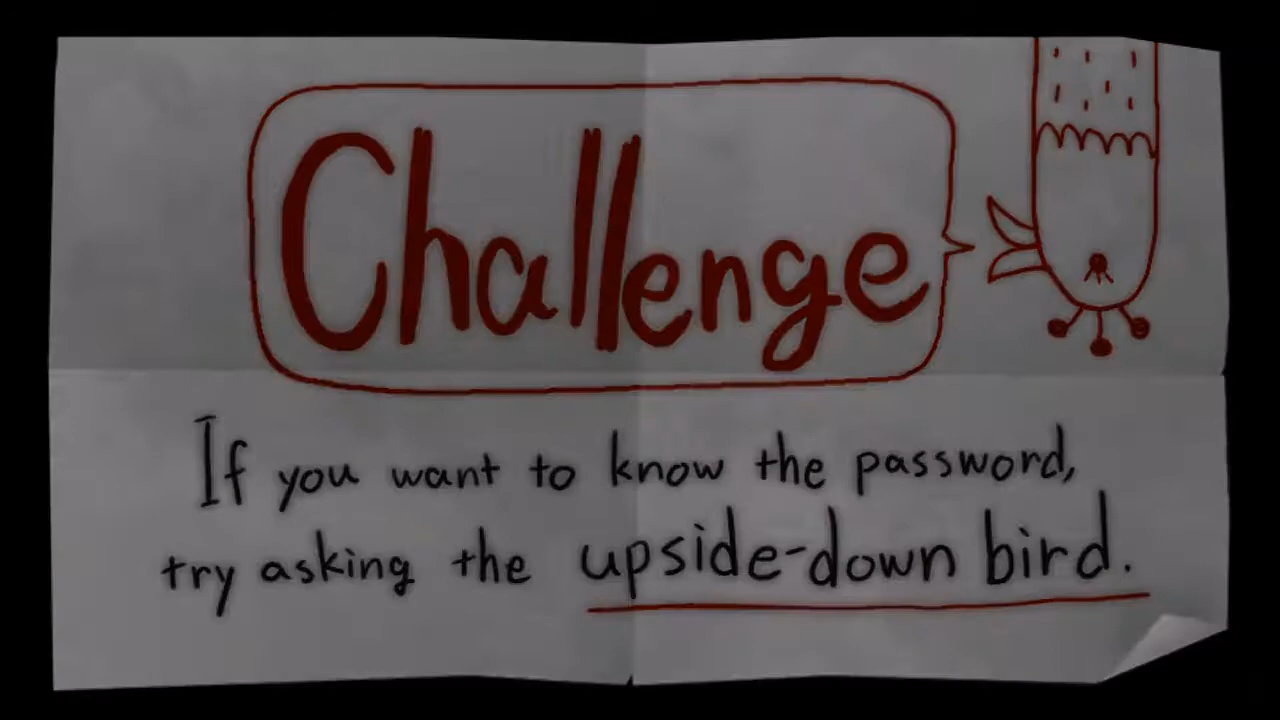 Challenge
If you want to know the password,
try asking the upside-down bird.